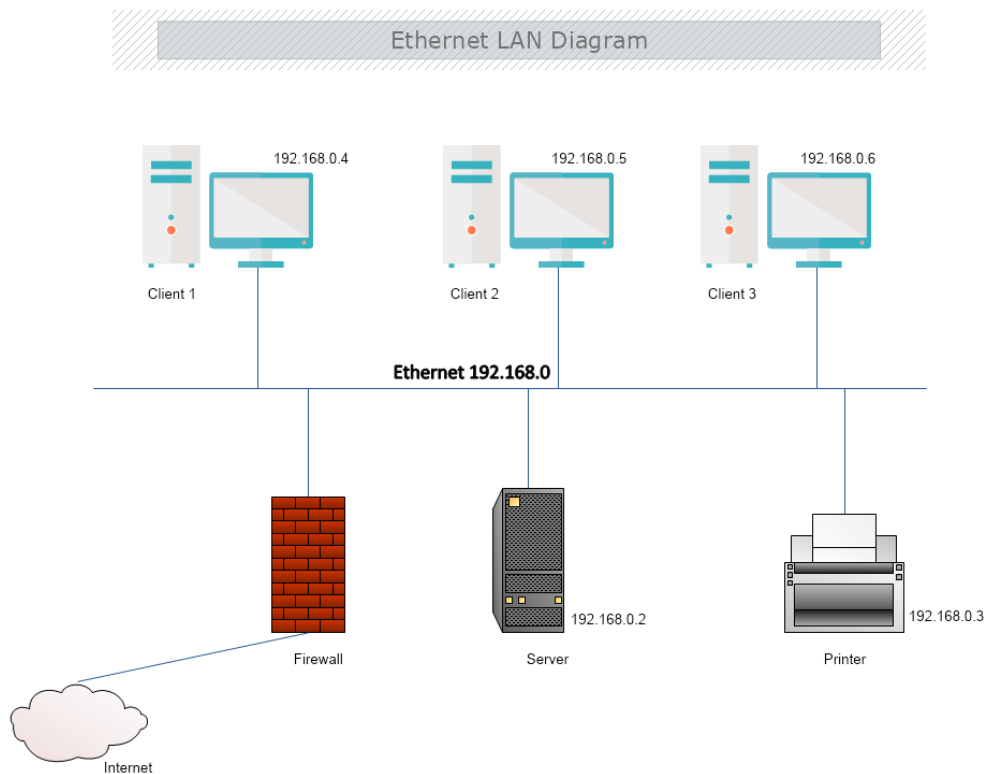 Ethernet LAN Diagram
192.168.0.4
192.168.0.5
192.168.0.6
Client 1
Client 2
Client 3
Ethernet 192.168.0
192.168.0.2
192.168.0.3
Firewall
Server
Printer
Internet